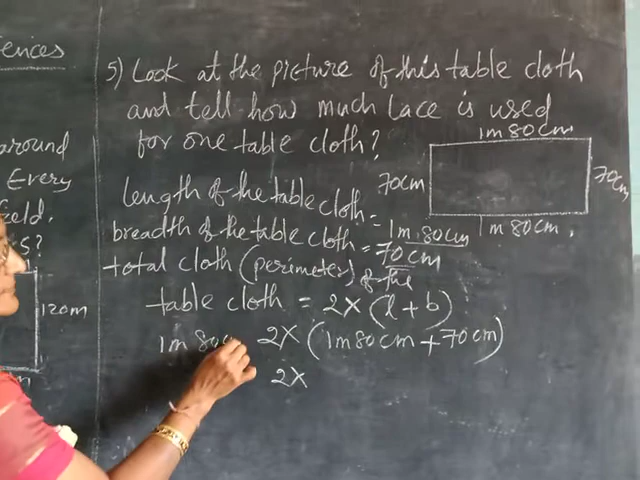 ences
around
Every
field.
s?
120m
m
5) Look at the picture of this table cloth
and tell how much lace is used
for one table cloth?
1m 80cm
70cm
70cm
1m 80cm.
length of the table cloth = 1m 80cm
breadth of the table cloth = 70cm
total cloth (perimeter) of the
table cloth = 2x (l + b)
1m 80c 2x (1m 80cm + 70cm)
2x